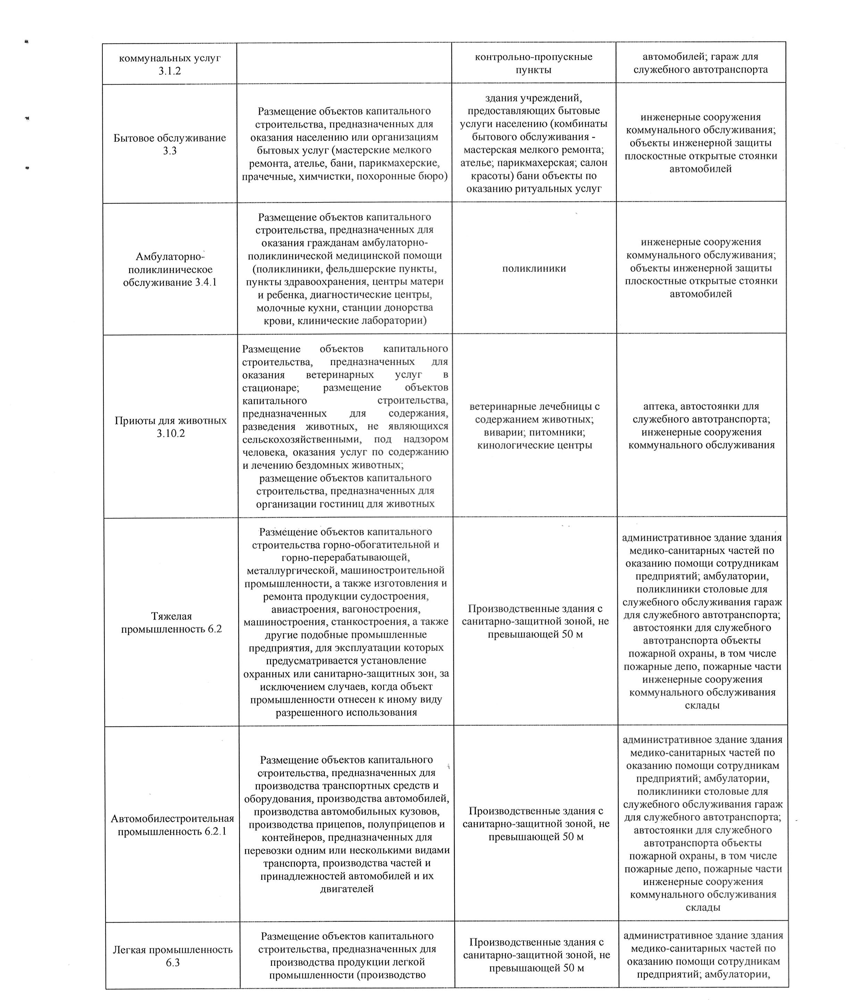 коммунальных услуг
3.1.2
контрольно-пропускные
пункты
автомобилей; гараж для
служебного автотранспорта
Бытовое обслуживание
3.3
Размещение объектов капитального
строительства, предназначенных для
оказания населению или организациям
бытовых услуг (мастерские мелкого
ремонта, ателье, бани, парикмахерские,
прачечные, химчистки, похоронные бюро)
здания учреждений,
предоставляющих бытовые
услуги населению (комбинаты
бытового обслуживания -
мастерская мелкого ремонта;
ателье; парикмахерская; салон
красоты) бани объекты по
оказанию ритуальных услуг
инженерные сооружения
коммунального обслуживания;
объекты инженерной защиты
плоскостные открытые стоянки
автомобилей
Амбулаторно-
поликлиническое
обслуживание 3.4.1
Размещение объектов капитального
строительства, предназначенных для
оказания гражданам амбулаторно-
поликлинической медицинской помощи
(поликлиники, фельдшерские пункты,
пункты здравоохранения, центры матери
и ребенка, диагностические центры,
молочные кухни, станции донорства
крови, клинические лаборатории)
поликлиники
инженерные сооружения
коммунального обслуживания;
объекты инженерной защиты
плоскостные открытые стоянки
автомобилей
Приюты для животных
3.10.2
Размещение объектов капитального
строительства, предназначенных для
оказания ветеринарных услуг в
стационаре; размещение объектов
капитального строительства,
предназначенных для содержания,
разведения животных, не являющихся
сельскохозяйственными, под надзором
человека, оказания услуг по содержанию
и лечению бездомных животных;
размещение объектов капитального
строительства, предназначенных для
организации гостиниц для животных
ветеринарные лечебницы с
содержанием животных;
виварии; питомники;
кинологические центры
аптека, автостоянки для
служебного автотранспорта;
инженерные сооружения
коммунального обслуживания
Тяжелая
промышленность 6.2
Размещение объектов капитального
строительства горно-обогатительной и
горно-перерабатывающей,
металлургической, машиностроительной
промышленности, а также изготовления и
ремонта продукции судостроения,
авиастроения, вагоностроения,
машиностроения, станкостроения, а также
другие подобные промышленные
предприятия, для эксплуатации которых
предусматривается установление
охранных или санитарно-защитных зон, за
исключением случаев, когда объект
промышленности отнесен к иному виду
разрешенного использования
Производственные здания с
санитарно-защитной зоной, не
превышающей 50 м
административное здание здания
медико-санитарных частей по
оказанию помощи сотрудникам
предприятий; амбулатории,
поликлиники столовые для
служебного обслуживания гараж
для служебного автотранспорта;
автостоянки для служебного
автотранспорта объекты
пожарной охраны, в том числе
пожарные депо, пожарные части
инженерные сооружения
коммунального обслуживания
склады
Автомобилестроительная
промышленность 6.2.1
Размещение объектов капитального
строительства, предназначенных для
производства транспортных средств и
оборудования, производства автомобилей,
производства автомобильных кузовов,
производства прицепов, полуприцепов и
контейнеров, предназначенных для
перевозки одним или несколькими видами
транспорта, производства частей и
принадлежностей автомобилей и их
двигателей
Производственные здания с
санитарно-защитной зоной, не
превышающей 50 м
административное здание здания
медико-санитарных частей по
оказанию помощи сотрудникам
предприятий; амбулатории,
поликлиники столовые для
служебного обслуживания гараж
для служебного автотранспорта;
автостоянки для служебного
автотранспорта объекты
пожарной охраны, в том числе
пожарные депо, пожарные части
инженерные сооружения
коммунального обслуживания
склады
Легкая промышленность
6.3
Размещение объектов капитального
строительства, предназначенных для
производства продукции легкой
промышленности (производство
Производственные здания с
санитарно-защитной зоной, не
превышающей 50 м
административное здание здания
медико-санитарных частей по
оказанию помощи сотрудникам
предприятий; амбулатории,